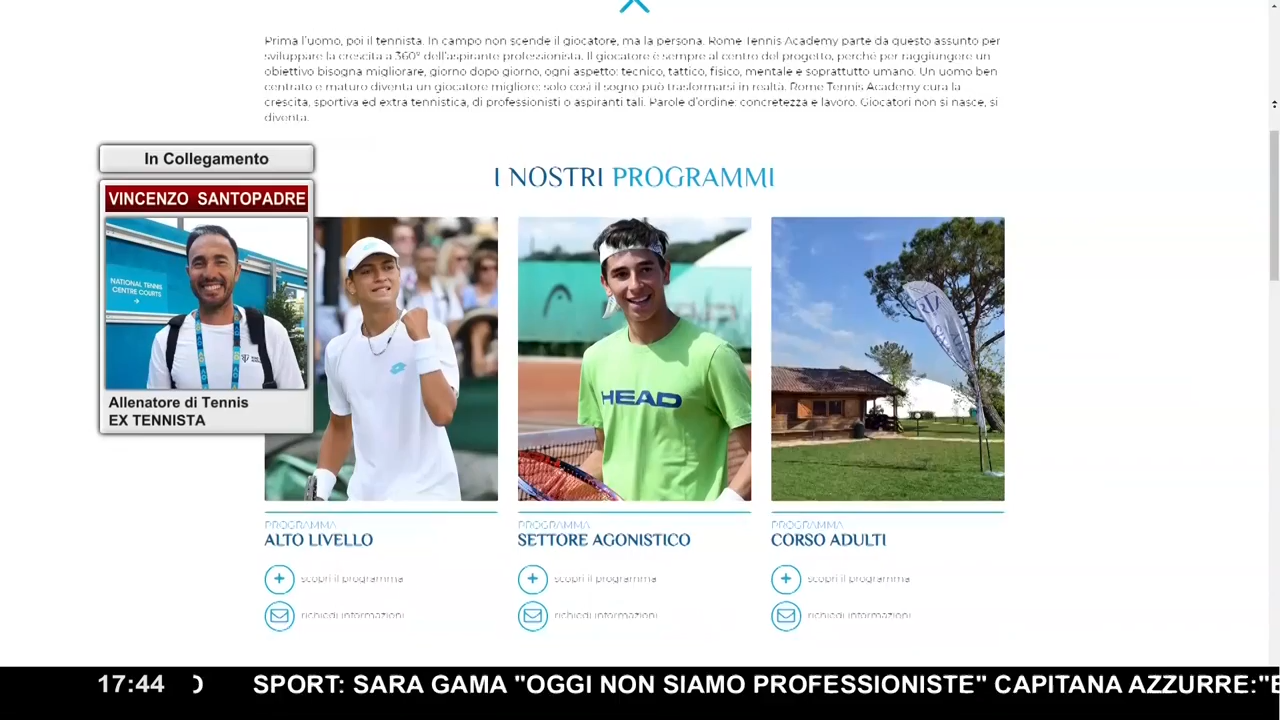 Prima l'uomo, poi il tennista. In campo non scende il giocatore, ma la persona. Rome Tennis Academy parte da questo assunto per
sviluppare la crescita a 360° dell'aspirante professionista. Il giocatore è sempre al centro del progetto, perché per raggiungere un
obiettivo bisogna migliorare, giorno dopo giorno, ogni aspetto: tecnico, tattico, fisico, mentale e soprattutto umano. Un uomo ben
centrato e maturo diventa un giocatore migliore: solo così il sogno può trasformarsi in realtà. Rome Tennis Academy cura la
crescita, sportiva ed extra tennistica, di professionisti o aspiranti tali. Parole d'ordine: concretezza e lavoro. Giocatori non si nasce, si
diventa.
In Collegamento
VINCENZO SANTOPADRE
NATIONAL TENNIS
CENTRE COURTS
→
Allenatore di Tennis
EX TENNISTA
I NOSTRI PROGRAMMI
HEAD
PROGRAMMA
ALTO LIVELLO
+ scopri il programma
richiedi informazioni
PROGRAMMA
SETTORE AGONISTICO
+ scopri il programma
richiedi informazioni
PROGRAMMA
CORSO ADULTI
+ scopri il programma
richiedi informazioni
17:44 SPORT: SARA GAMA "OGGI NON SIAMO PROFESSIONISTE" CAPITANA AZZURRE:"